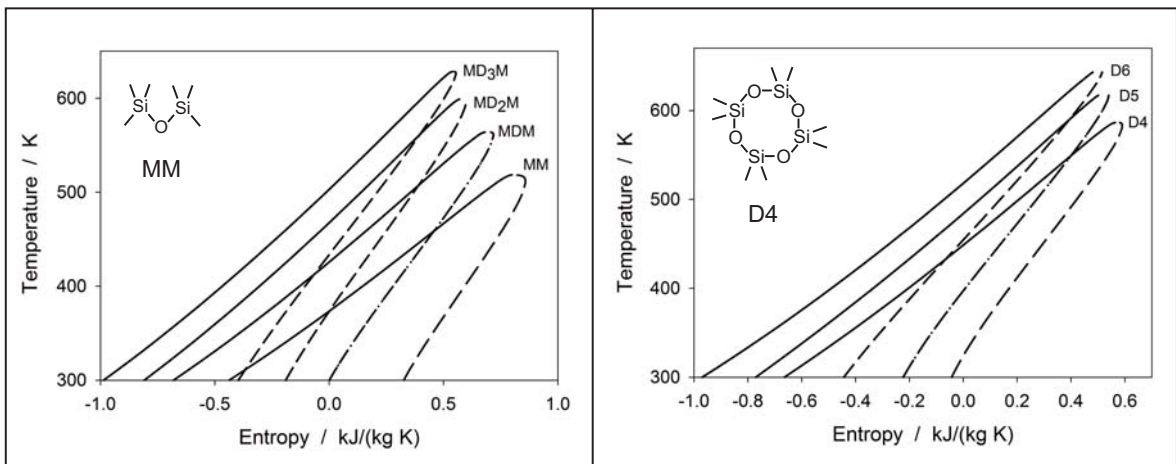 600
500
400
300
Temperature / K
-1.0
-0.5
0.0
0.5
1.0
Entropy / kJ/(kg K)
Si
Si
O
MM
MD3M
MD2M
MDM
MM
600
500
400
300
Temperature / K
-1.0
-0.8
-0.6
-0.4
-0.2
0.0
0.2
0.4
0.6
Entropy / kJ/(kg K)
O
Si
Si
O
O
Si
Si
O
D4
D6
D5
D4